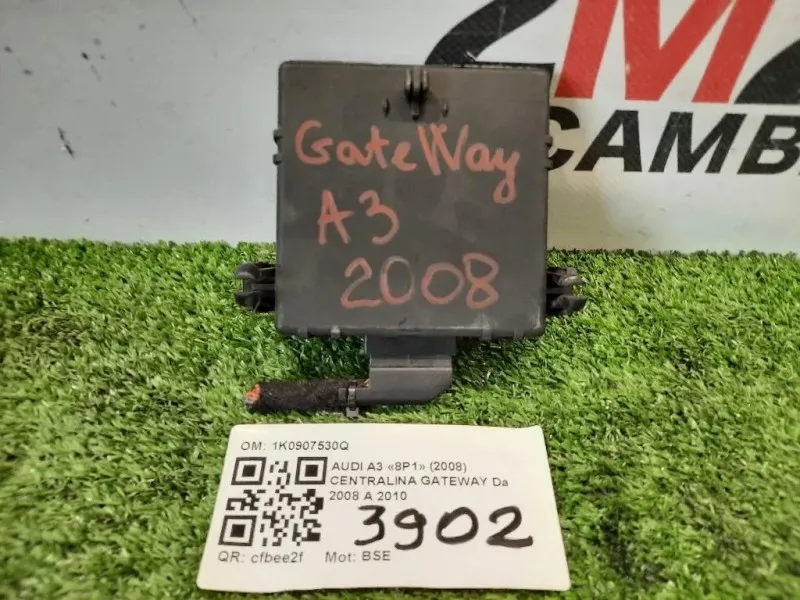 2M
CAMB
GateWay
A3
2008
OM: 1K0907530Q
AUDI A3 «8P1» (2008)
CENTRALINA GATEWAY Da
2008 A 2010
3902
QR: cfbee2f Mot: BSE